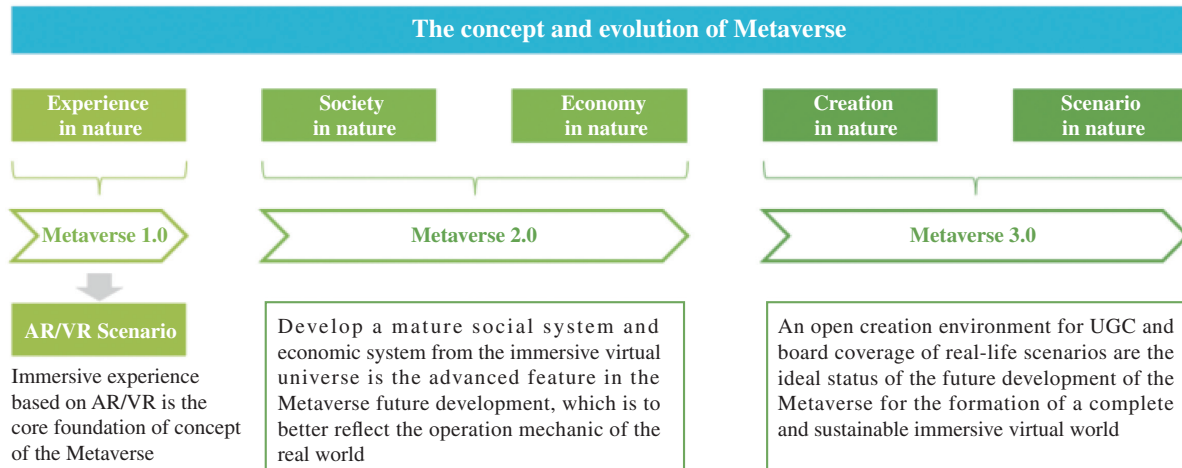 The concept and evolution of Metaverse
Experience
in nature
Society
in nature
Economy
in nature
Creation
in nature
Scenario
in nature
Metaverse 1.0
Metaverse 2.0
Metaverse 3.0
AR/VR Scenario
Immersive experience
based on AR/VR is the
core foundation of concept
of the Metaverse
Develop a mature social system and
economic system from the immersive virtual
universe is the advanced feature in the
Metaverse future development, which is to
better reflect the operation mechanic of the
real world
An open creation environment for UGC and
board coverage of real-life scenarios are the
ideal status of the future development of the
Metaverse for the formation of a complete
and sustainable immersive virtual world